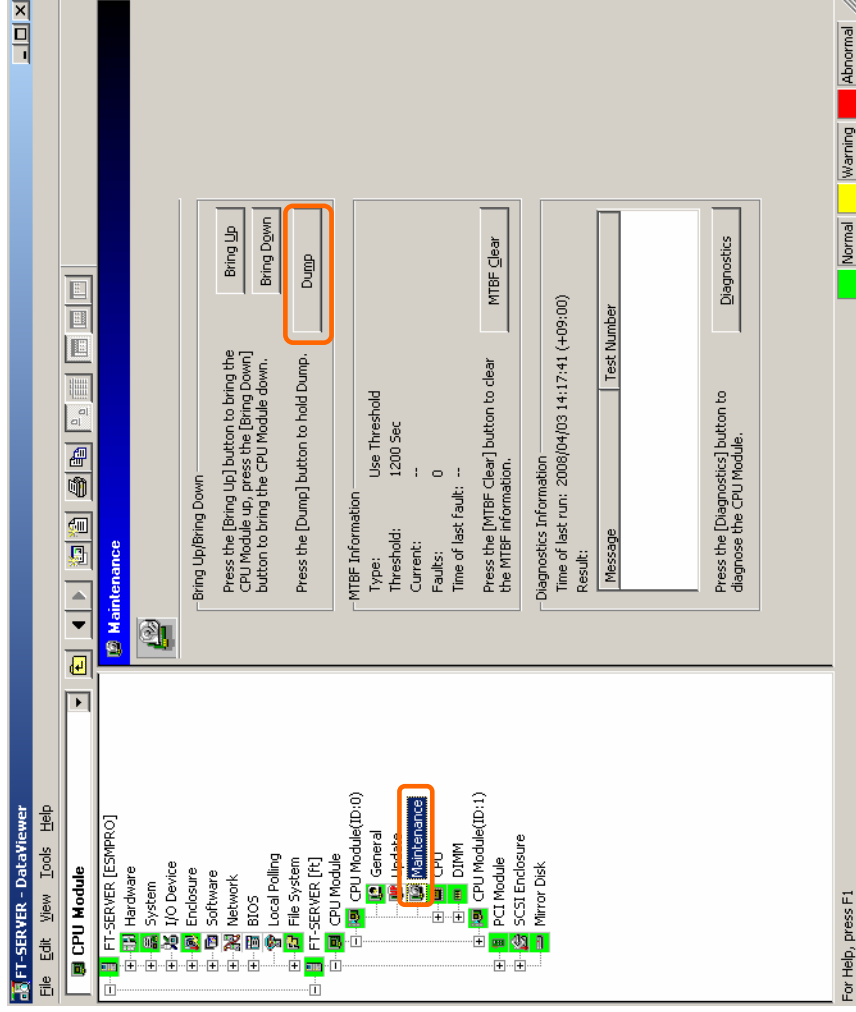 FT-SERVER - DataViewer
File Edit View Tools Help
CPU Module
FT-SERVER [ESMPRO]
Hardware
System
I/O Device
Enclosure
Software
Network
BIOS
Local Polling
File System
FT-SERVER [ft]
CPU Module
CPU Module(ID:0)
General
Update
Maintenance
CPU
DIMM
CPU Module(ID:1)
PCI Module
SCSI Enclosure
Mirror Disk
Maintenance
Bring Up/Bring Down
Press the [Bring Up] button to bring the
CPU Module up, press the [Bring Down]
button to bring the CPU Module down.
Bring Up
Bring Down
Press the [Dump] button to hold Dump.
Dump
MTBF Information
Type: Use Threshold
Threshold: 1200 Sec
Current: --
Faults: 0
Time of last fault: --
Press the [MTBF Clear] button to clear
the MTBF information.
MTBF Clear
Diagnostics Information
Time of last run: 2008/04/03 14:17:41 (+09:00)
Result:
Message Test Number
Press the [Diagnostics] button to
diagnose the CPU Module.
Diagnostics
For Help, press F1
Normal Warning Abnormal